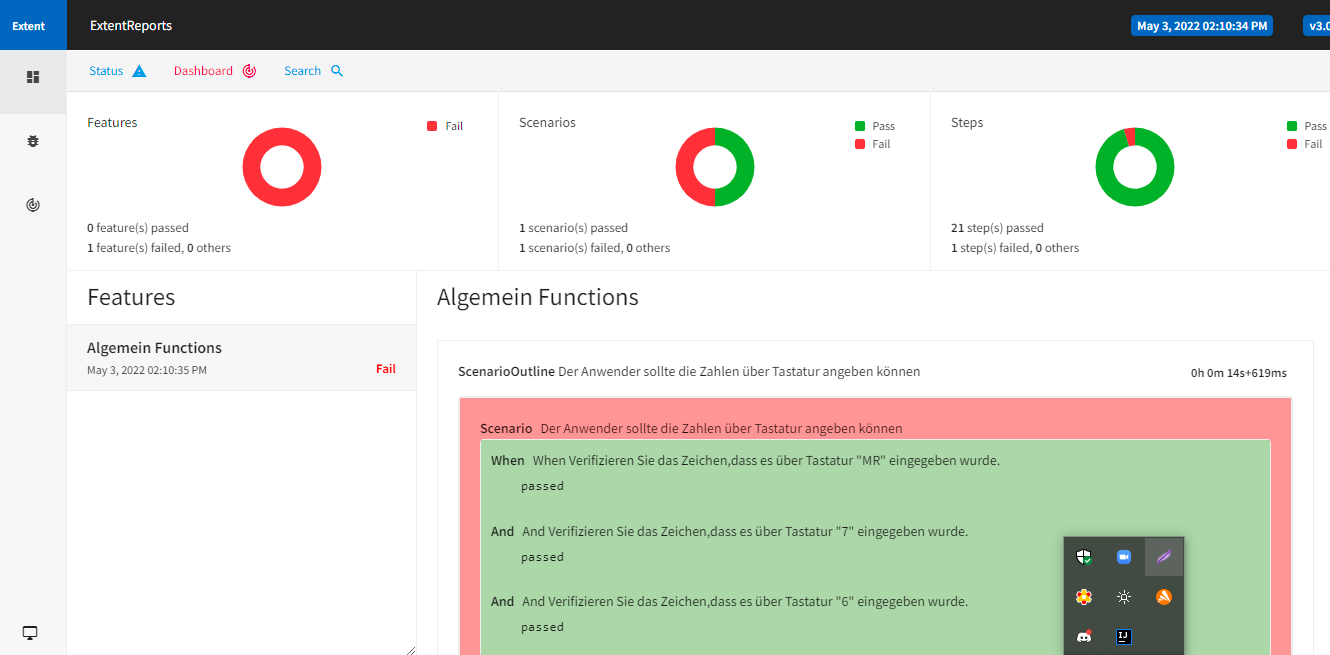 Extent
ExtentReports
May 3, 2022 02:10:34 PM
Status
Dashboard
Search
Features
Fail
0 feature(s) passed
1 feature(s) failed, 0 others
Scenarios
Pass
Fail
1 scenario(s) passed
1 scenario(s) failed, 0 others
Steps
Pass
Fail
21 step(s) passed
1 step(s) failed, 0 others
Features
Algemein Functions
May 3, 2022 02:10:35 PM
Fail
Algemein Functions
ScenarioOutline Der Anwender sollte die Zahlen über Tastatur angeben können
0h 0m 14s+619ms
Scenario Der Anwender sollte die Zahlen über Tastatur angeben können
When When Verifizieren Sie das Zeichen,dass es über Tastatur "MR" eingegeben wurde.
passed
And And Verifizieren Sie das Zeichen,dass es über Tastatur "7" eingegeben wurde.
passed
And And Verifizieren Sie das Zeichen,dass es über Tastatur "6" eingegeben wurde.
passed
IJ